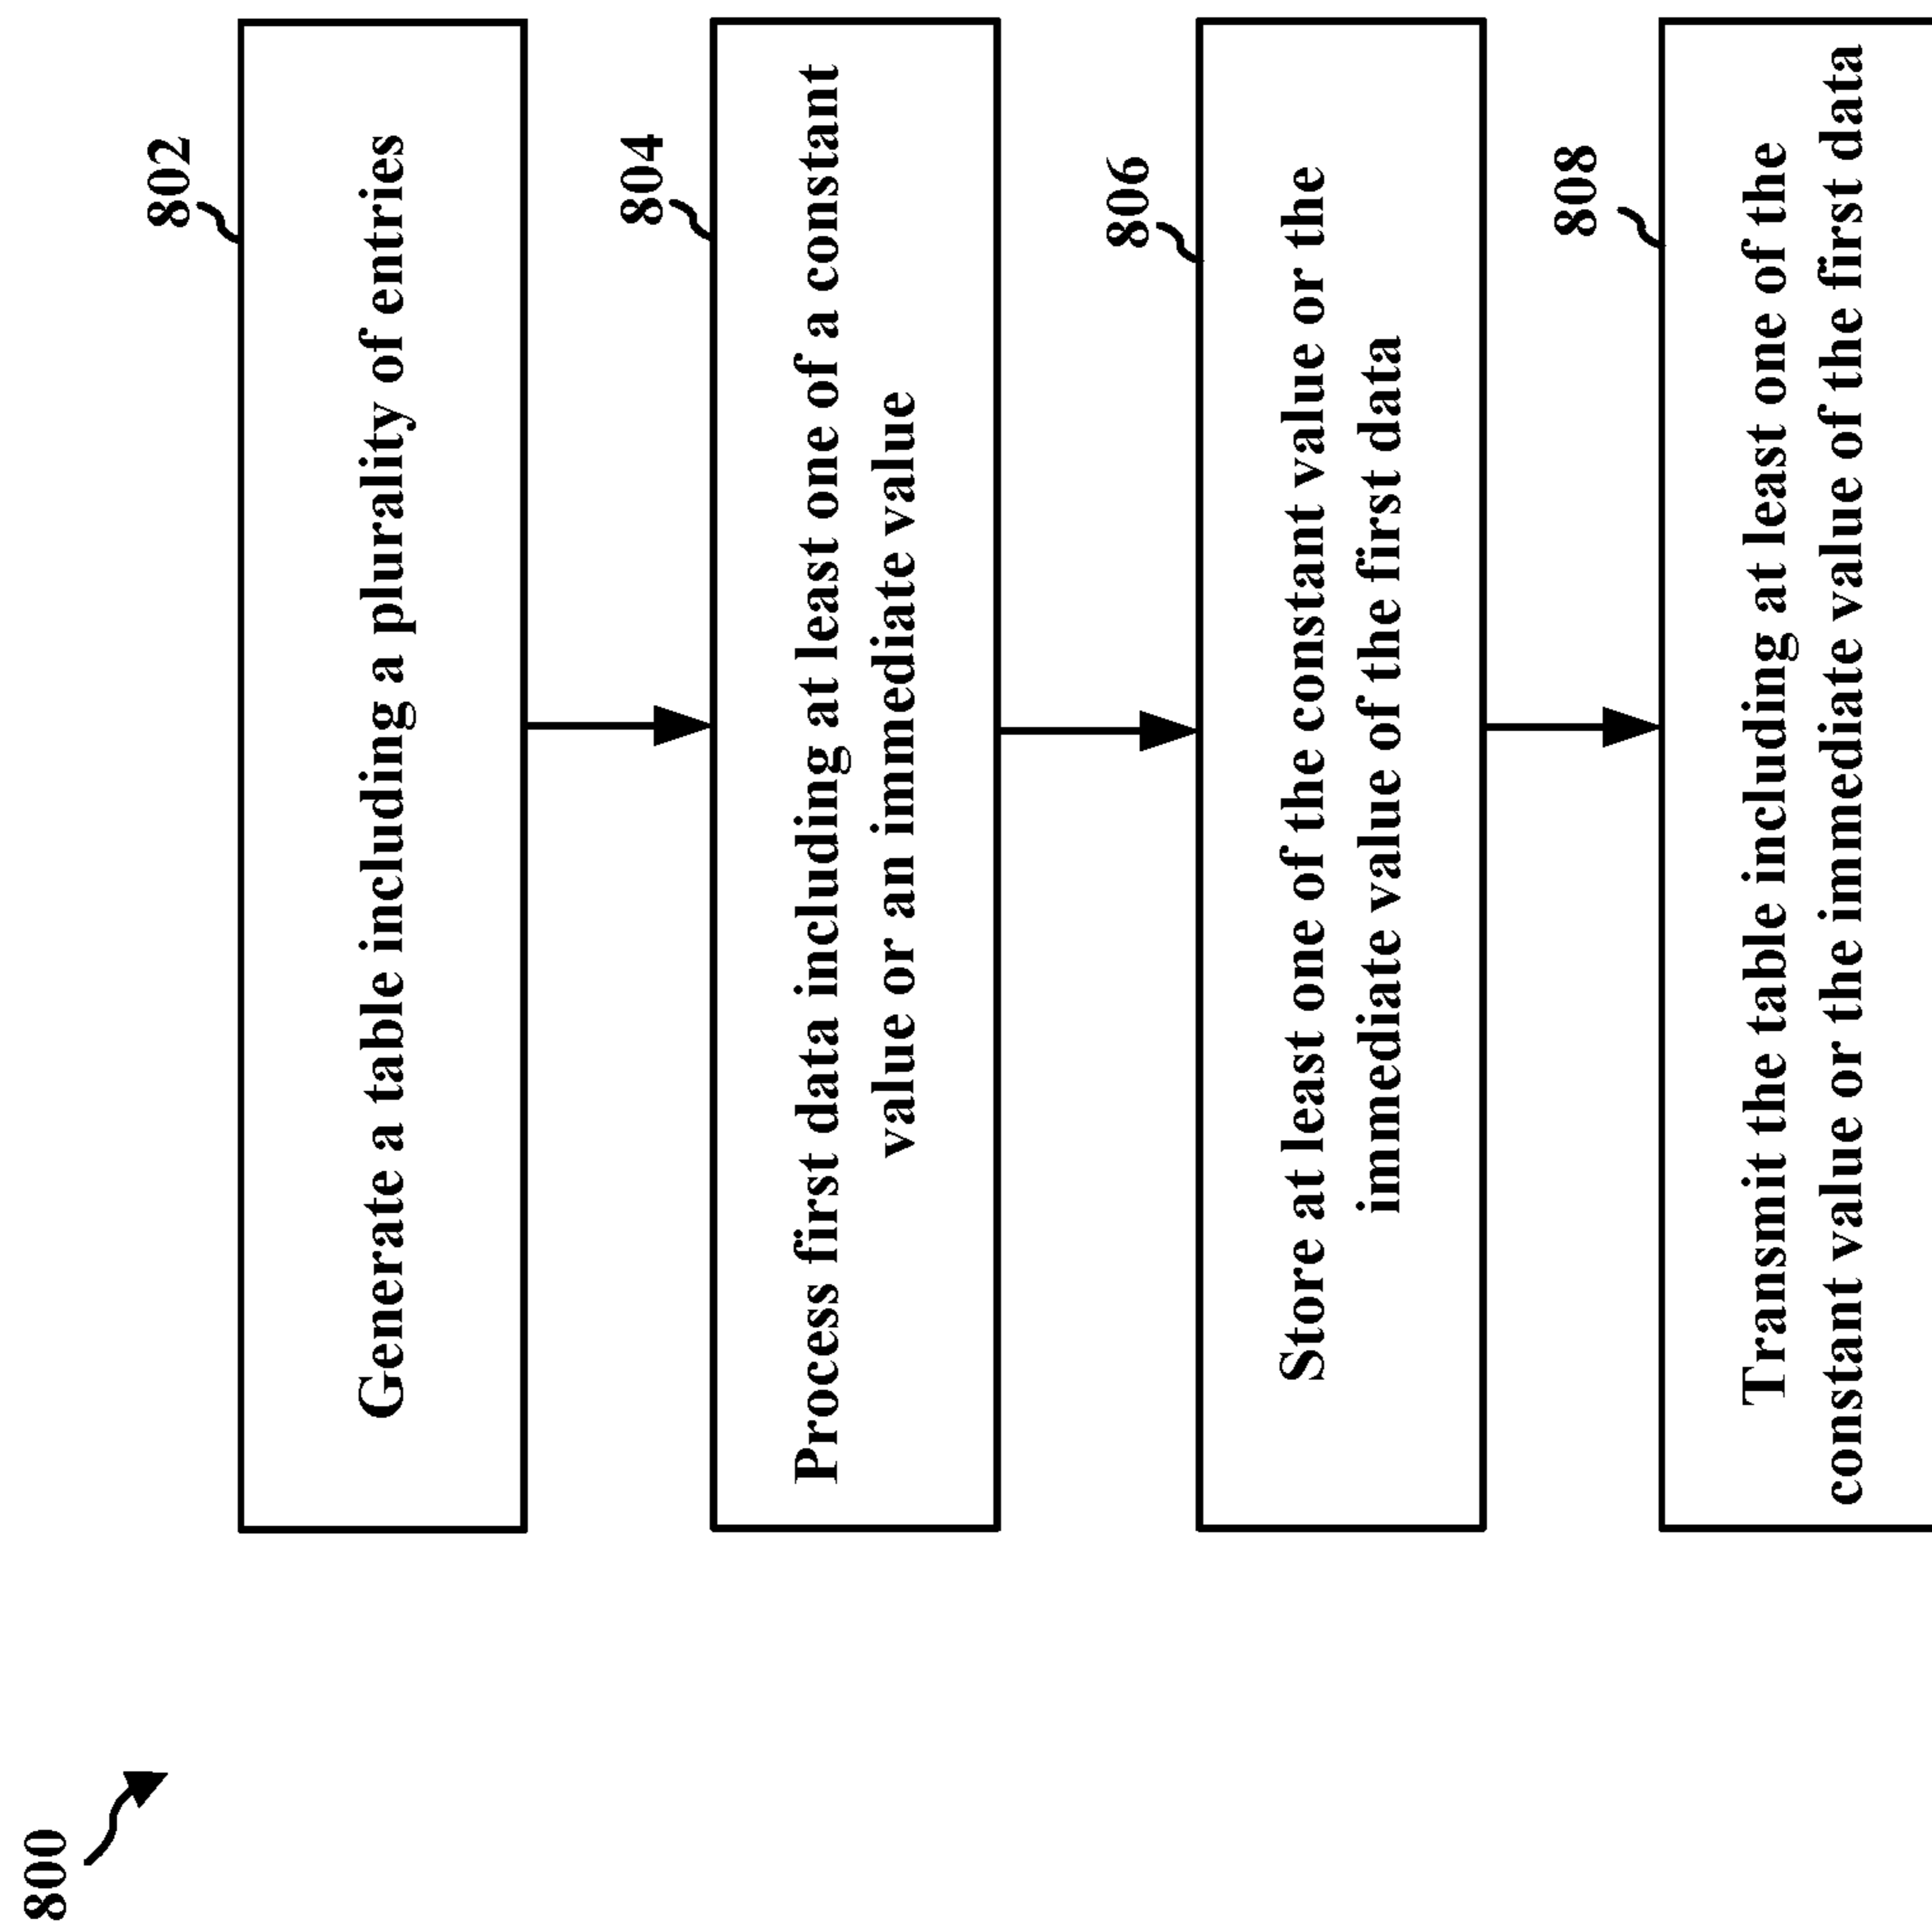 800
802
Generate a table including a plurality of entries
804
Process first data including at least one of a constant
value or an immediate value
806
Store at least one of the constant value or the
immediate value of the first data
808
Transmit the table including at least one of the
constant value or the immediate value of the first data